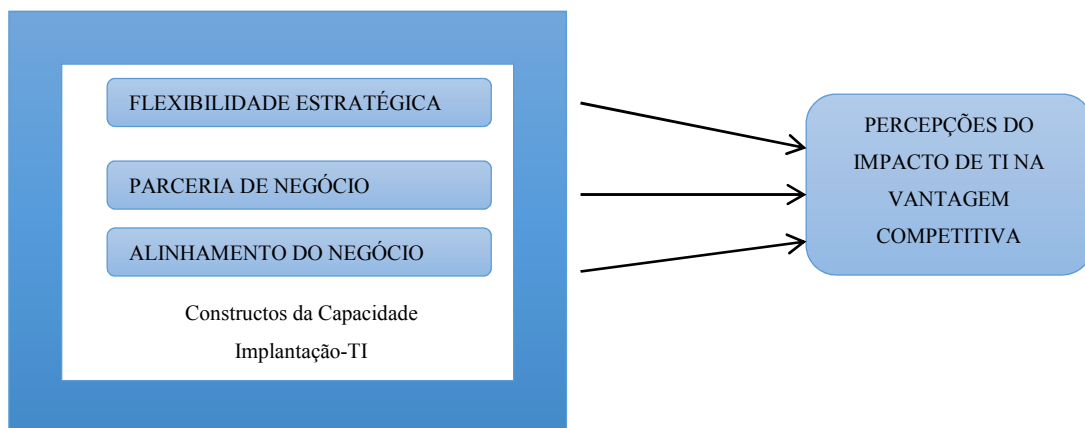 FLEXIBILIDADE ESTRATÉGICA
PARCERIA DE NEGÓCIO
ALINHAMENTO DO NEGÓCIO
Constructos da Capacidade
Implantação-TI
PERCEPÇÕES DO
IMPACTO DE TI NA
VANTAGEM
COMPETITIVA